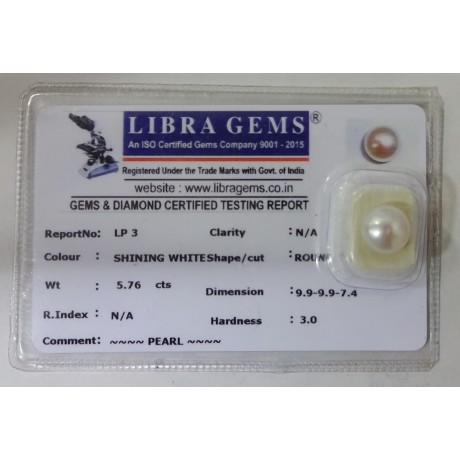 LIBRA GEMS®
An ISO Certified Gems Company 9001 - 2015
Registered Under the Trade Marks with Govt. of India
website : www.libragems.co.in
GEMS & DIAMOND CERTIFIED TESTING REPORT
ReportNo: LP 3 Clarity : N/A
Colour : SHINING WHITE Shape/cut : ROUN
Wt : 5.76 cts Dimension : 9.9-9.9-7.4
R.Index : N/A Hardness : 3.0
Comment: ~~~~ PEARL ~~~~